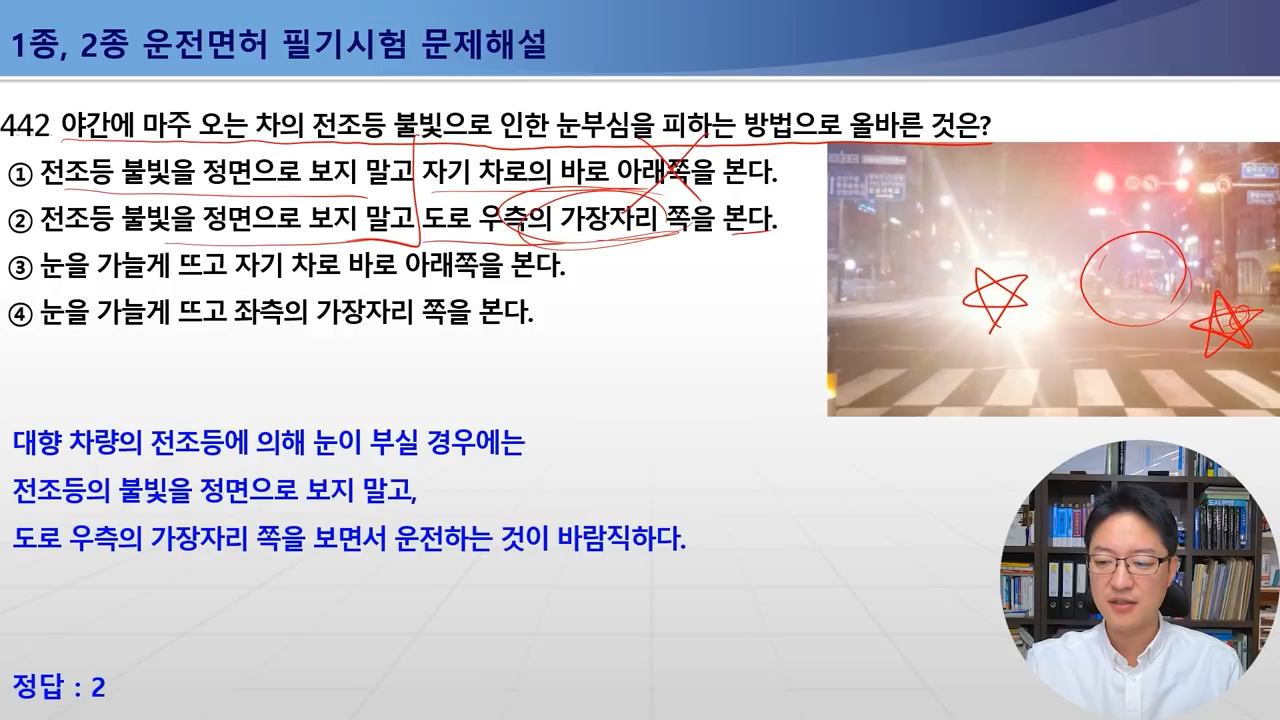 1종, 2종 운전면허 필기시험 문제해설
442 야간에 마주 오는 차의 전조등 불빛으로 인한 눈부심을 피하는 방법으로 올바른 것은?
① 전조등 불빛을 정면으로 보지 말고 자기 차로의 바로 아래쪽을 본다.
② 전조등 불빛을 정면으로 보지 말고 도로 우측의 가장자리 쪽을 본다.
③ 눈을 가늘게 뜨고 자기 차로 바로 아래쪽을 본다.
④ 눈을 가늘게 뜨고 좌측의 가장자리 쪽을 본다.
대향 차량의 전조등에 의해 눈이 부실 경우에는
전조등의 불빛을 정면으로 보지 말고,
도로 우측의 가장자리 쪽을 보면서 운전하는 것이 바람직하다.
정답 : 2